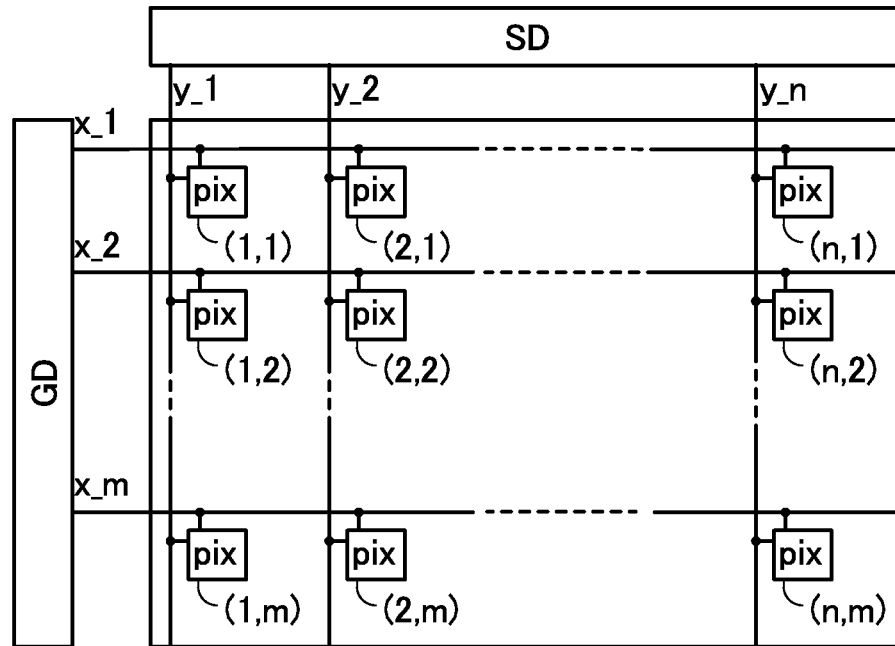 SD
y_1 y_2 y_n
x_1
pix pix pix
(1,1) (2,1) (n,1)
x_2
pix pix pix
(1,2) (2,2) (n,2)
GD
x_m
pix pix pix
(1,m) (2,m) (n,m)